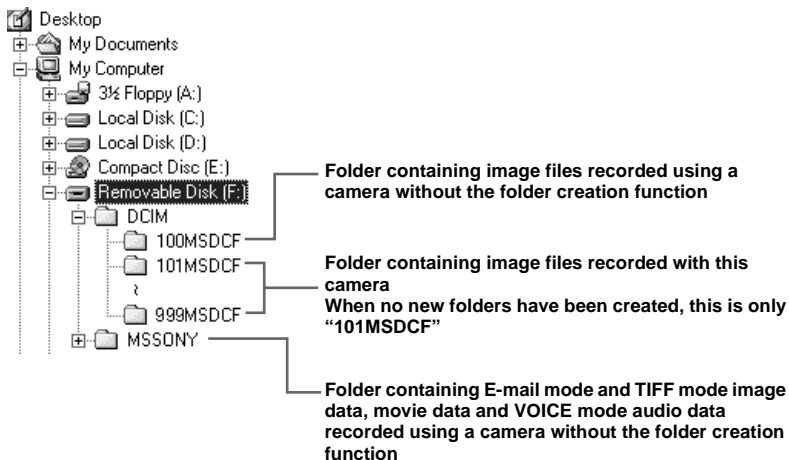 Desktop
My Documents
My Computer
3½ Floppy (A:)
Local Disk (C:)
Local Disk (D:)
Compact Disc (E:)
Removable Disk (F:)
DCIM
100MSDCF
101MSDCF
~
999MSDCF
MSSONY
Folder containing image files recorded using a
camera without the folder creation function
Folder containing image files recorded with this
camera
When no new folders have been created, this is only
“101MSDCF”
Folder containing E-mail mode and TIFF mode image
data, movie data and VOICE mode audio data
recorded using a camera without the folder creation
function